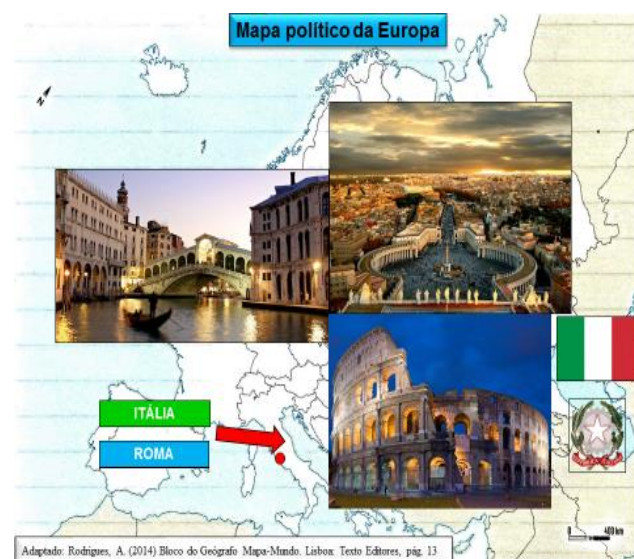 Mapa político da Europa
N
ITÁLIA
ROMA
0 400 km
Adaptado: Rodrigues, A. (2014) Bloco do Geógrafo Mapa-Mundo. Lisboa: Texto Editores, pág. 13